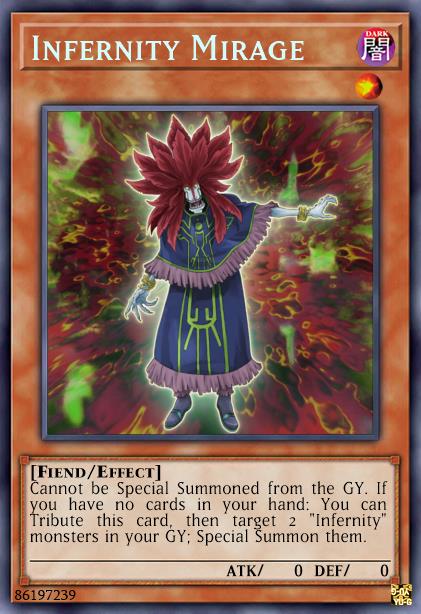 INFERNITY MIRAGE
DARK
闇
[FIEND/EFFECT]
Cannot be Special Summoned from the GY. If
you have no cards in your hand: You can
Tribute this card, then target 2 "Infernity"
monsters in your GY; Special Summon them.
ATK/ 0 DEF/ 0
86197239